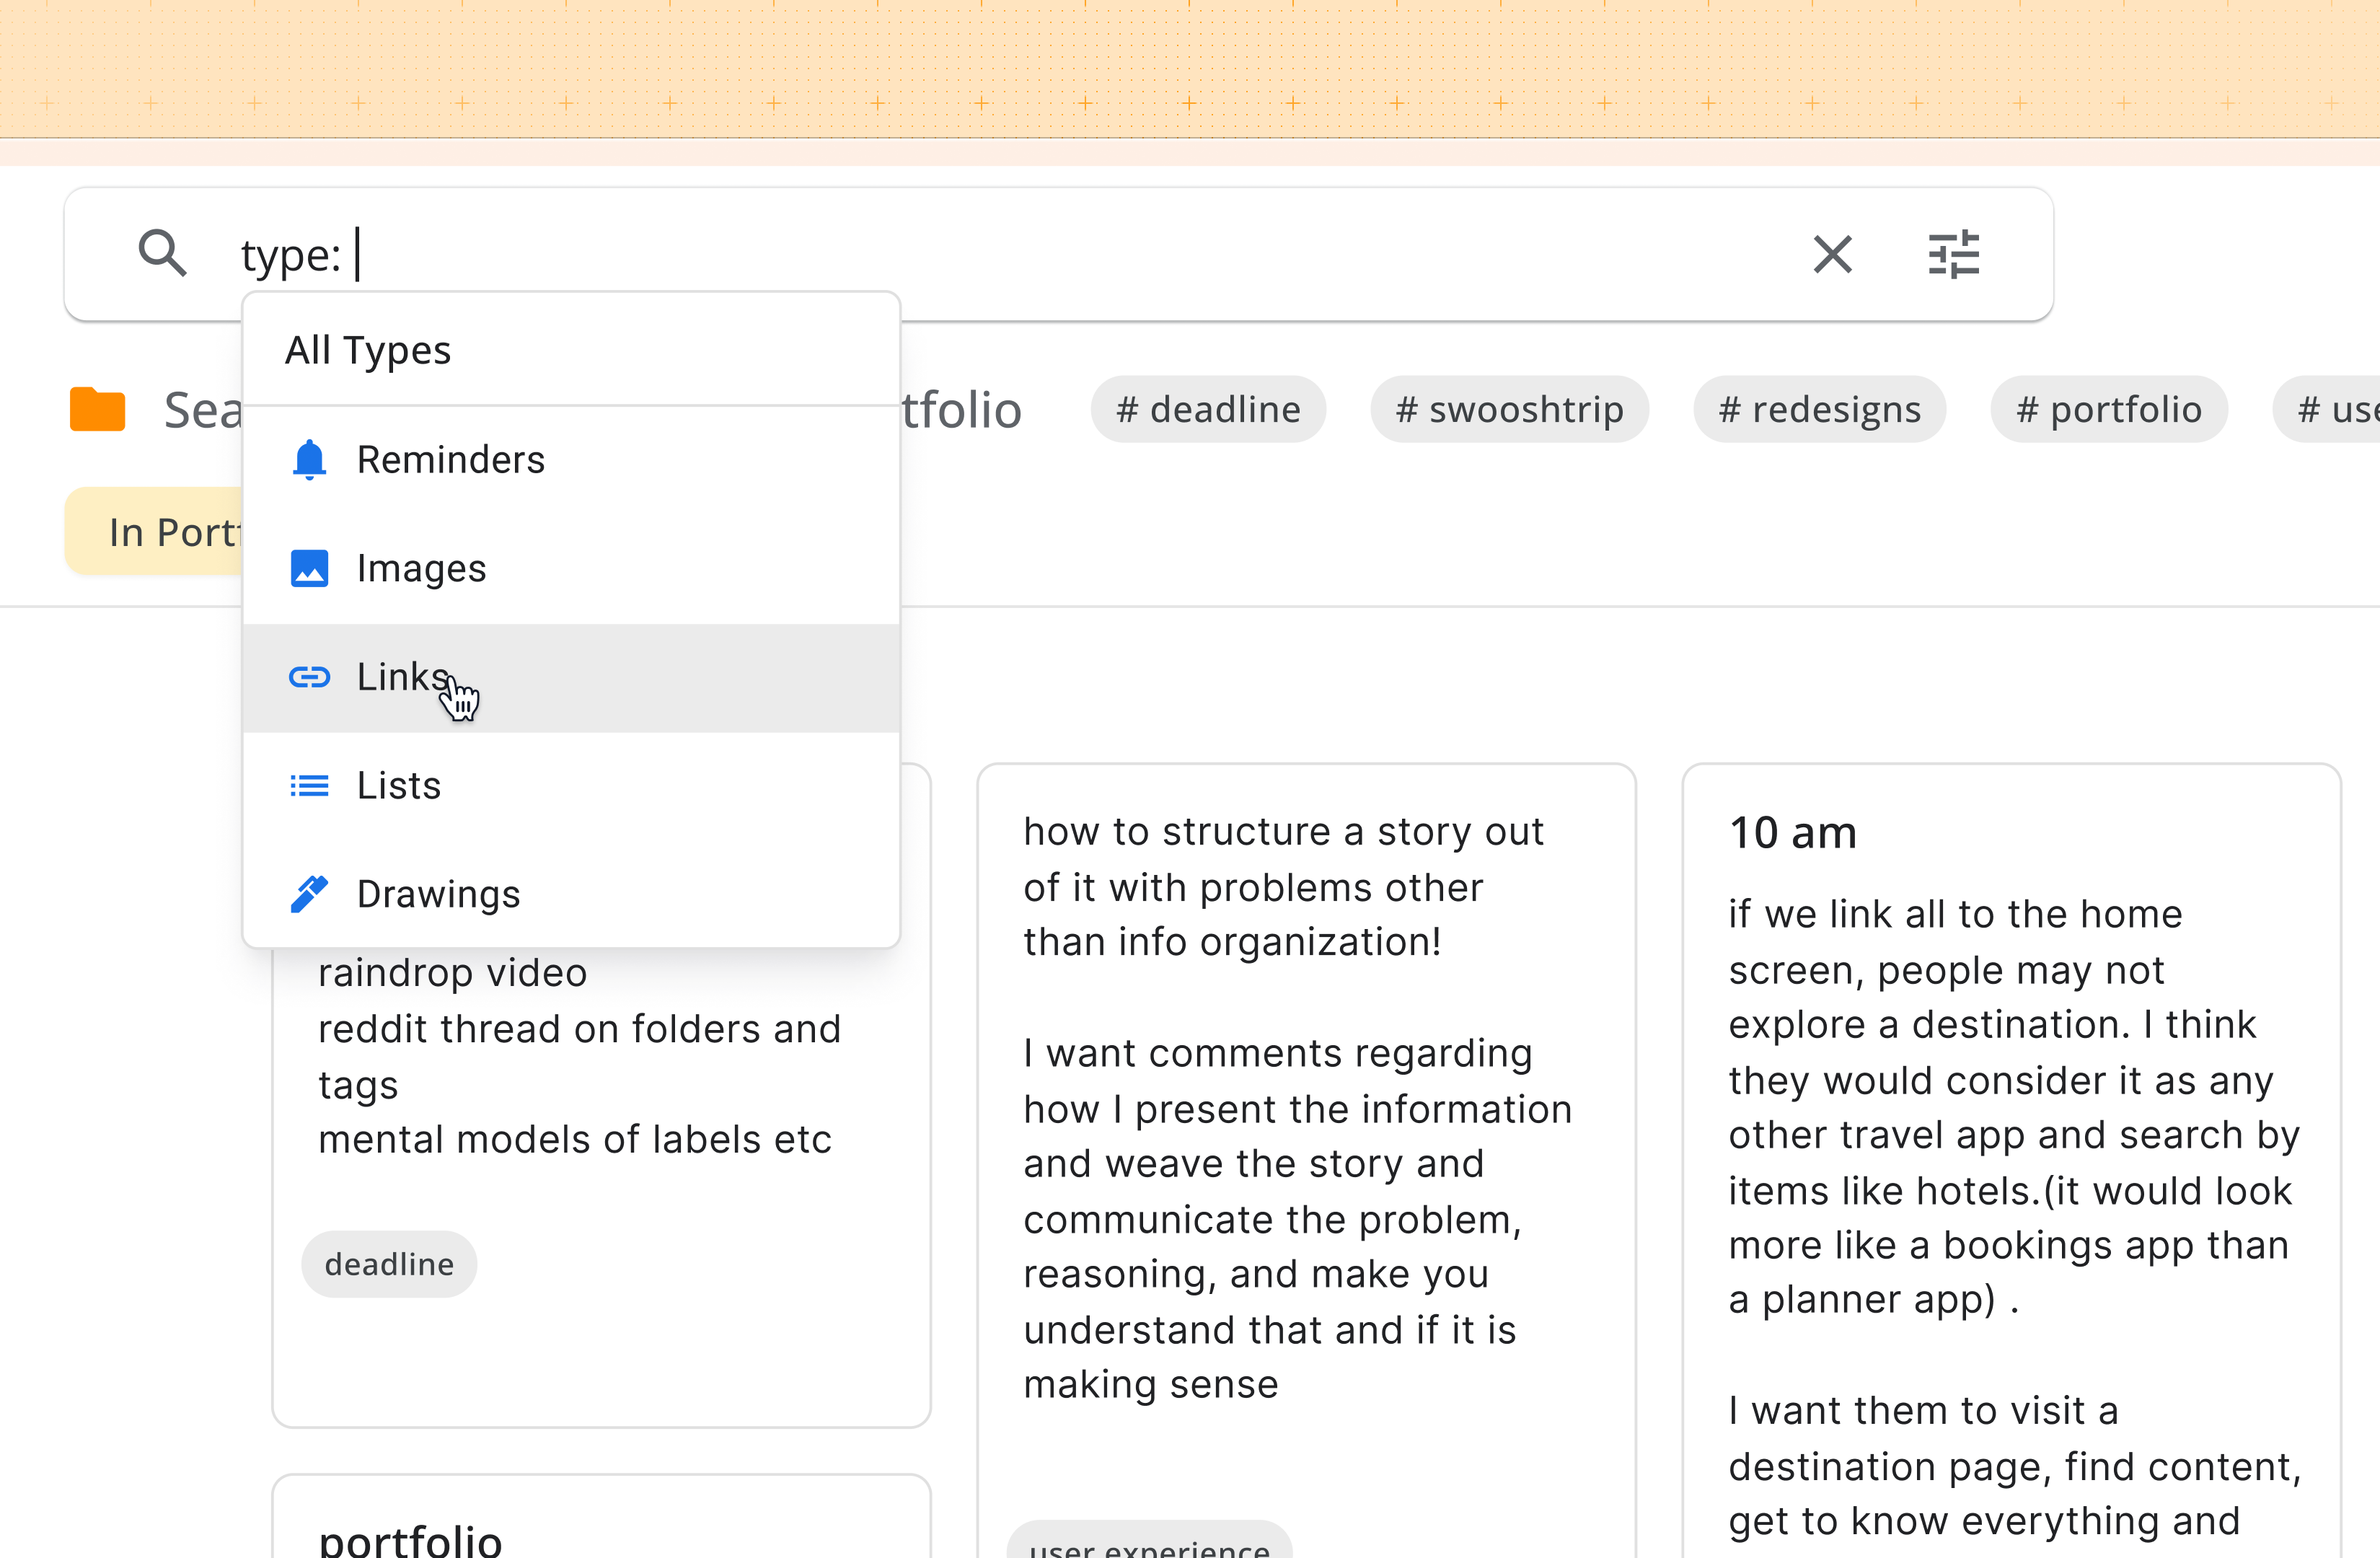 type:
All Types
Reminders
Images
Links
Lists
Drawings
# deadline
# swooshtrip
# redesigns
# portfolio
#
In
raindrop video
reddit thread on folders and
tags
mental models of labels etc
deadline
portfolio
how to structure a story out
of it with problems other
than info organization!
I want comments regarding
how I present the information
and weave the story and
communicate the problem,
reasoning, and make you
understand that and if it is
making sense
user experience
10 am
if we link all to the home
screen, people may not
explore a destination. I think
they would consider it as any
other travel app and search by
items like hotels.(it would look
more like a bookings app than
a planner app) .
I want them to visit a
destination page, find content,
get to know everything and